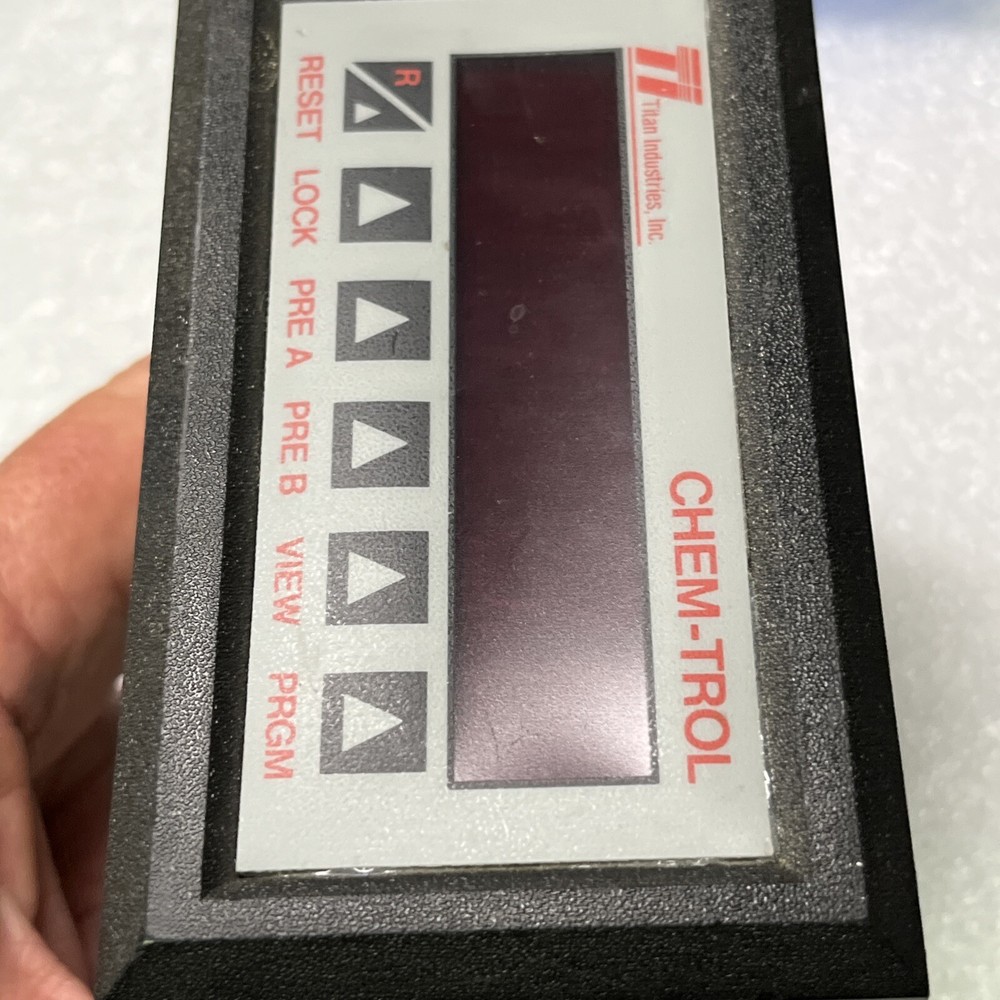 TI
Titan Industries, Inc.
CHEM-TROL
R
RESET LOCK PRE A PRE B VIEW PRGM